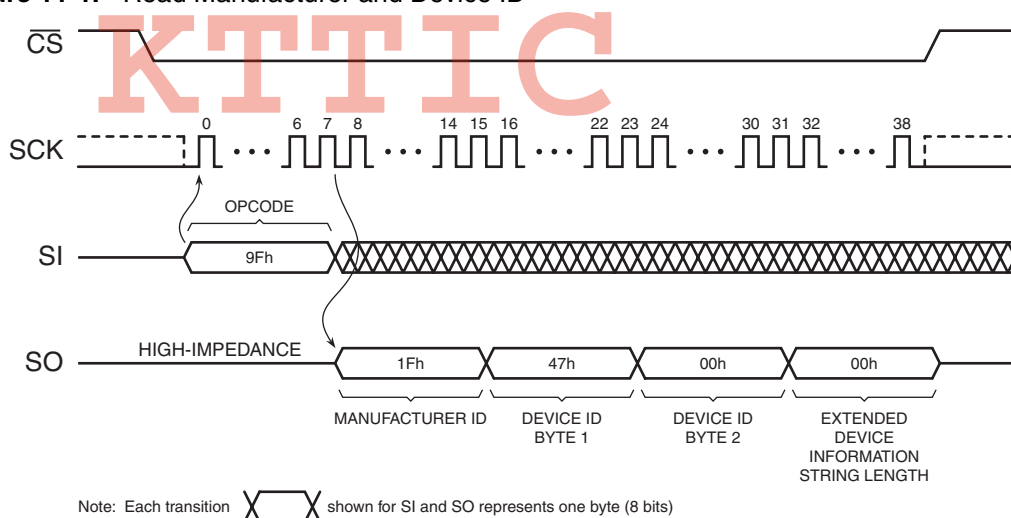 Read Manufacturer and Device ID
KTTIC
CS
SCK
0 6 7 8 14 15 16 22 23 24 30 31 32 38
OPCODE
SI
9Fh
HIGH-IMPEDANCE
SO
1Fh 47h 00h 00h
MANUFACTURER ID
DEVICE ID
BYTE 1
DEVICE ID
BYTE 2
EXTENDED
DEVICE
INFORMATION
STRING LENGTH
Note: Each transition shown for SI and SO represents one byte (8 bits)